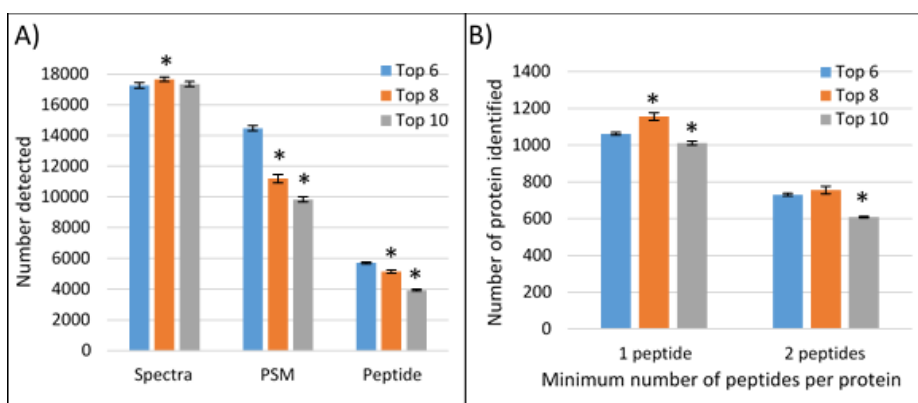 A)
Number detected
18000
16000
14000
12000
10000
8000
6000
4000
2000
0
*
*
*
*
*
Top 6
Top 8
Top 10
Spectra PSM Peptide
B)
Number of protein identified
1400
1200
1000
800
600
400
200
0
*
*
*
Top 6
Top 8
Top 10
1 peptide 2 peptides
Minimum number of peptides per protein